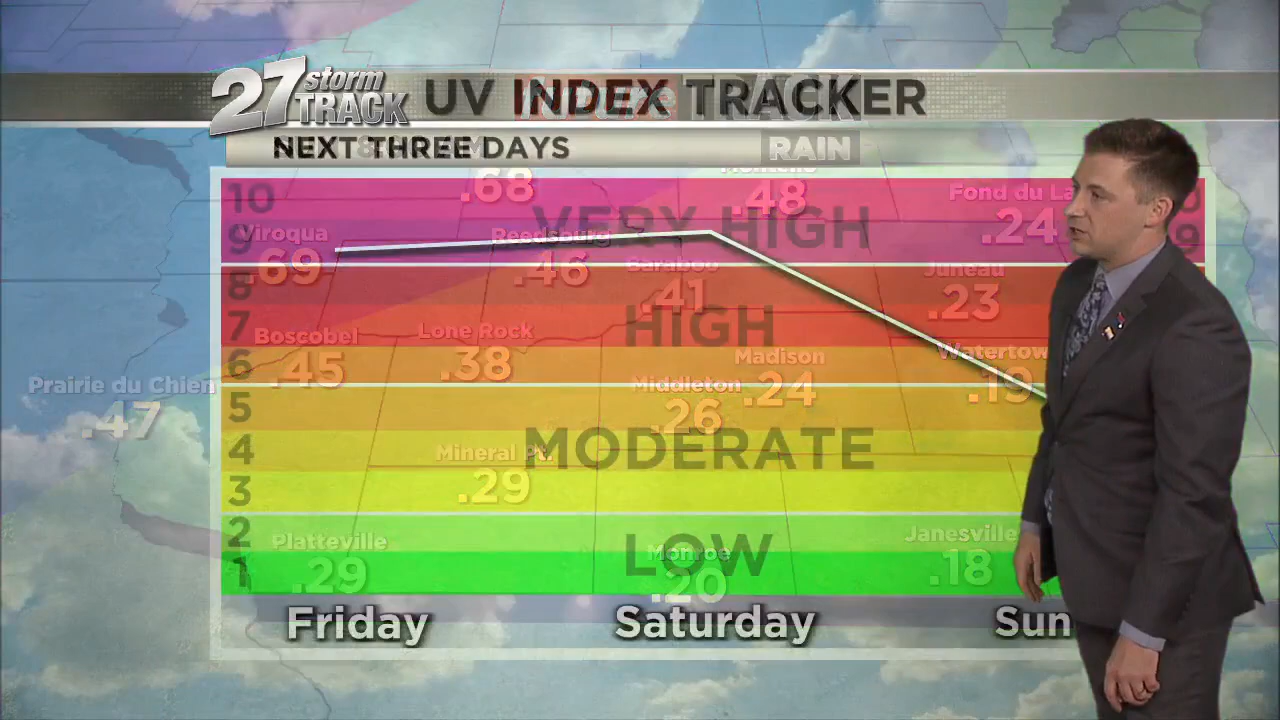 27 storm TRACK UV INDEX TRACKER
NEXT THREE DAYS
RAIN
10
.68
.48
Fond du La
.24
9
VERY HIGH
Viroqua
.69
Reedsburg
.46
Baraboo
.41
Juneau
.23
8
7
HIGH
Boscobel
.45
Lone Rock
.38
Madison
.24
Watertow
.19
6
Prairie du Chien
.47
Middleton
.26
5
4
MODERATE
Mineral Pt.
.29
3
2
Platteville
.29
LOW
Monroe
.20
Janesville
.18
1
Friday
Saturday
Sun